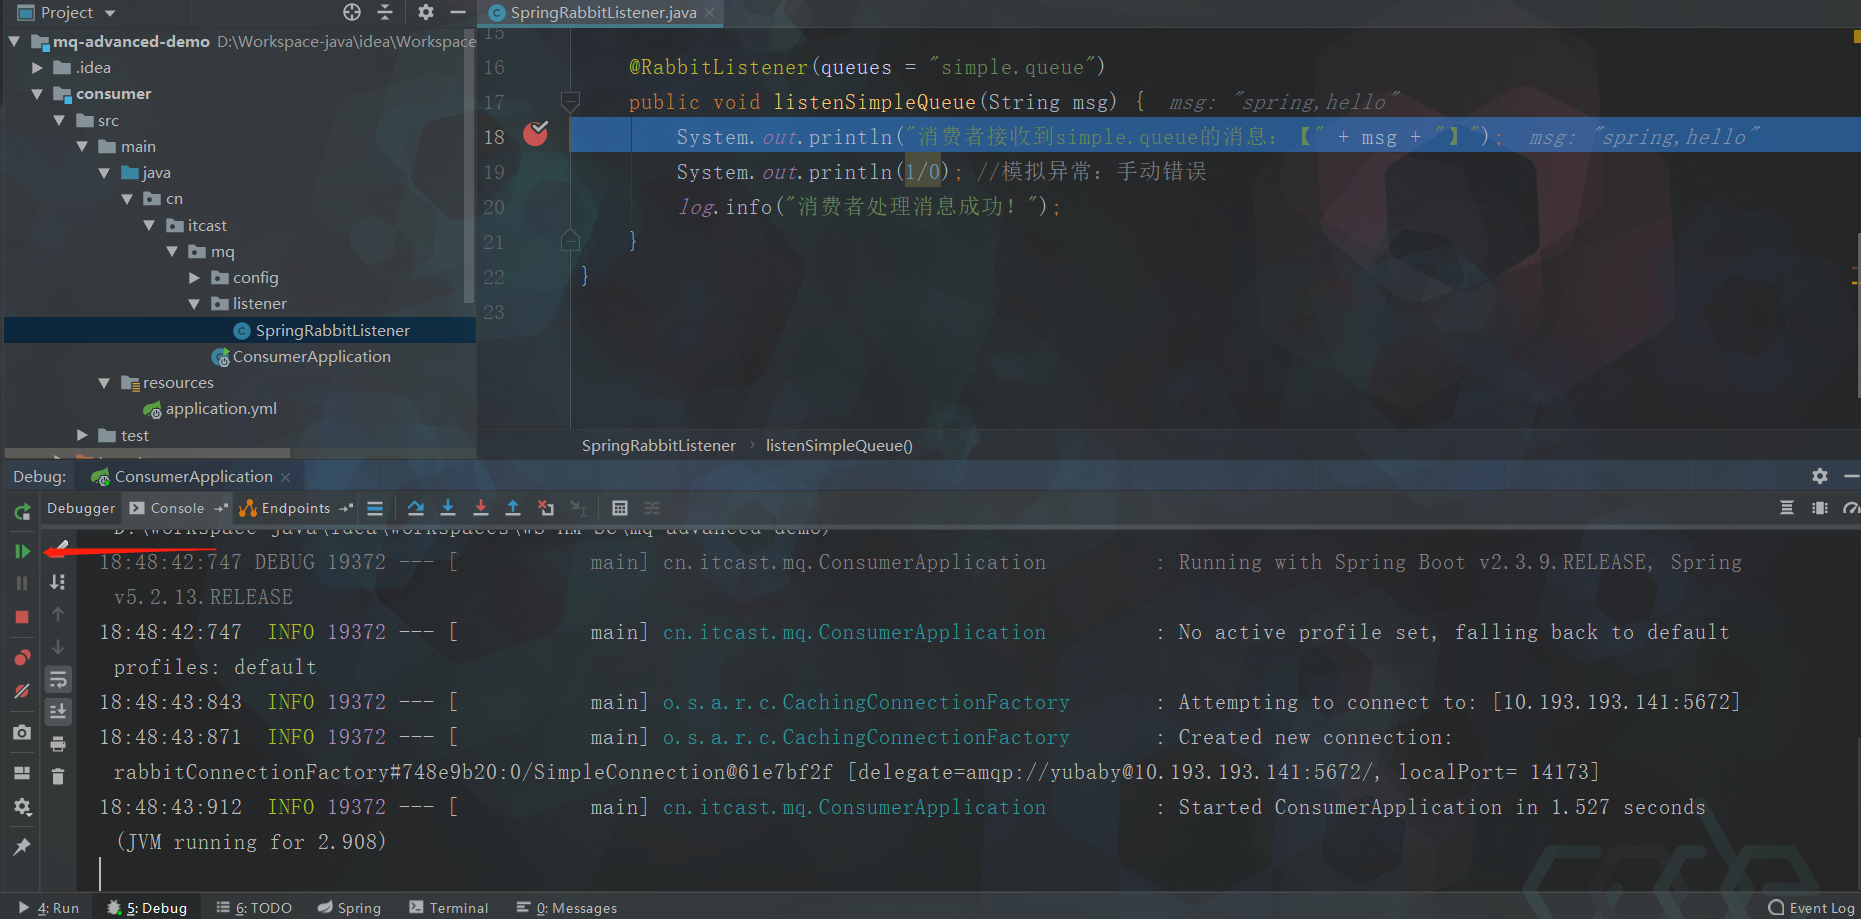 Project
SpringRabbitListener.java
mq-advanced-demo D:\Workspace-java\idea\Workspace
.idea
consumer
src
main
java
cn
itcast
mq
config
listener
SpringRabbitListener
ConsumerApplication
resources
application.yml
test
15
16 @RabbitListener(queues = "simple.queue")
17 public void listenSimpleQueue(String msg) { msg: "spring,hello"
18 System.out.println("消费者接收到simple.queue的消息：【" + msg + "】"); msg: "spring,hello"
19 System.out.println(1/0); //模拟异常：手动错误
20 log.info("消费者处理消息成功！");
21 }
22 }
23
SpringRabbitListener › listenSimpleQueue()
Debug: ConsumerApplication
Debugger Console Endpoints
D:\Workspace-java\idea\Workspaces\WS-HM-SC\mq-advanced-demo)
18:48:42:747 DEBUG 19372 --- [ main] cn.itcast.mq.ConsumerApplication : Running with Spring Boot v2.3.9.RELEASE, Spring
v5.2.13.RELEASE
18:48:42:747 INFO 19372 --- [ main] cn.itcast.mq.ConsumerApplication : No active profile set, falling back to default
profiles: default
18:48:43:843 INFO 19372 --- [ main] o.s.a.r.c.CachingConnectionFactory : Attempting to connect to: [10.193.193.141:5672]
18:48:43:871 INFO 19372 --- [ main] o.s.a.r.c.CachingConnectionFactory : Created new connection:
rabbitConnectionFactory#748e9b20:0/SimpleConnection@61e7bf2f [delegate=amqp://yubaby@10.193.193.141:5672/, localPort= 14173]
18:48:43:912 INFO 19372 --- [ main] cn.itcast.mq.ConsumerApplication : Started ConsumerApplication in 1.527 seconds
(JVM running for 2.908)
4: Run 5: Debug 6: TODO Spring Terminal 0: Messages Event Log